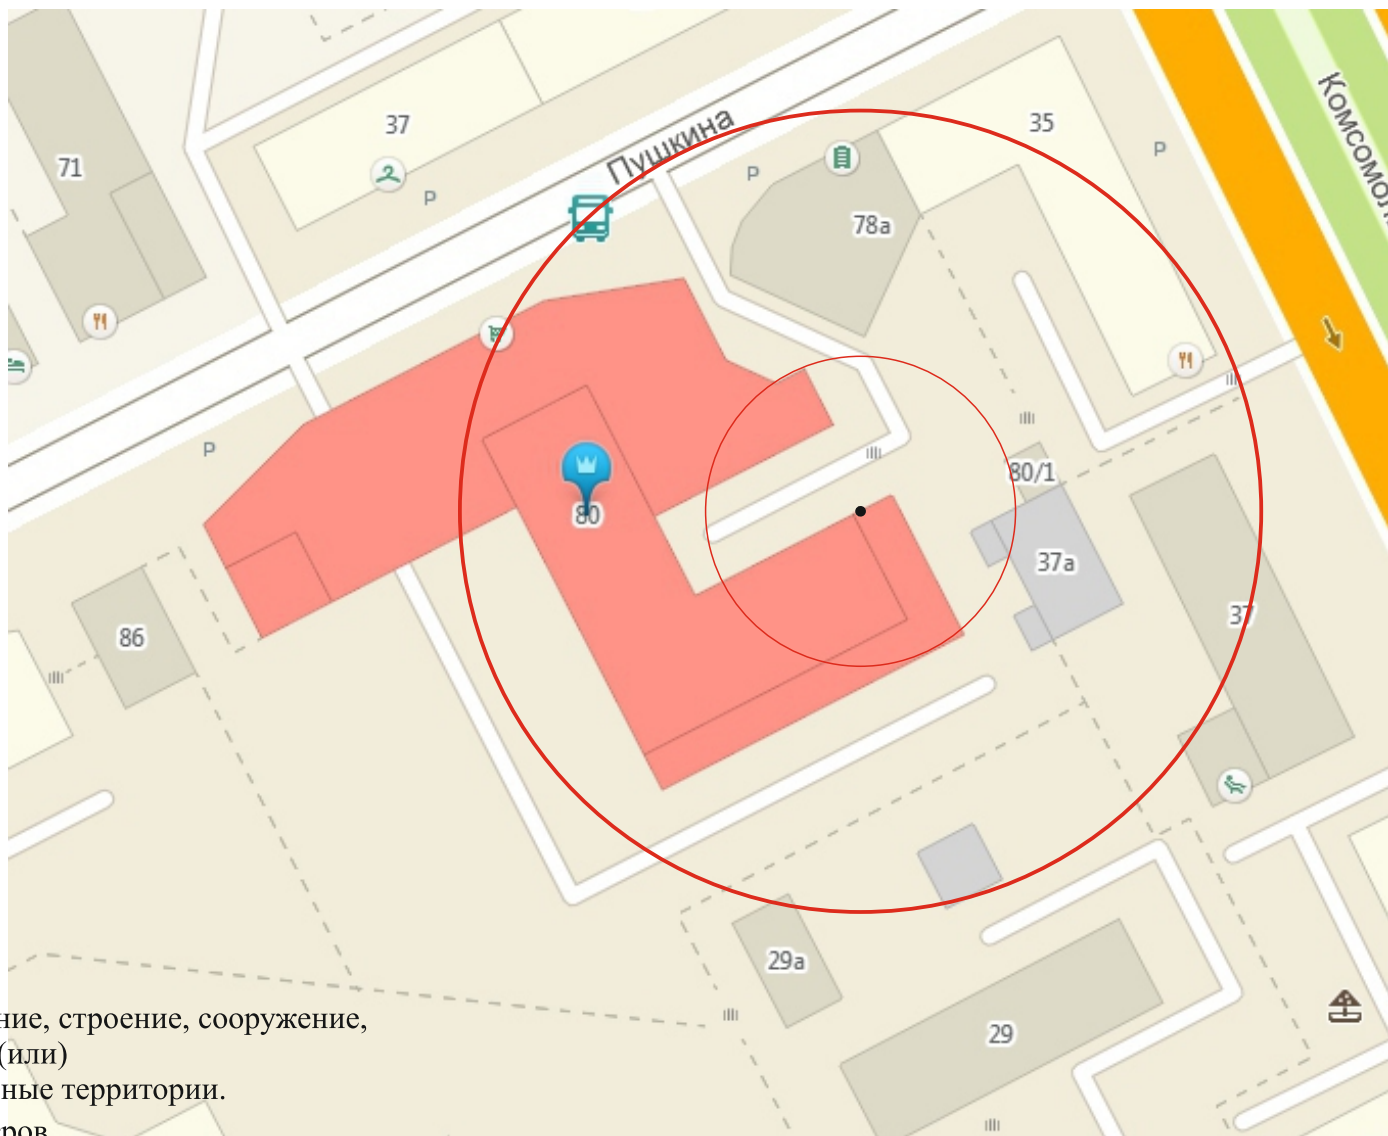 37
35
Пушкина
Комсомол
71
P
P
P
78а
P
80
80/1
37а
37
86
29а
29
ние, строение, сооружение,
(или)
ные территории.
ров